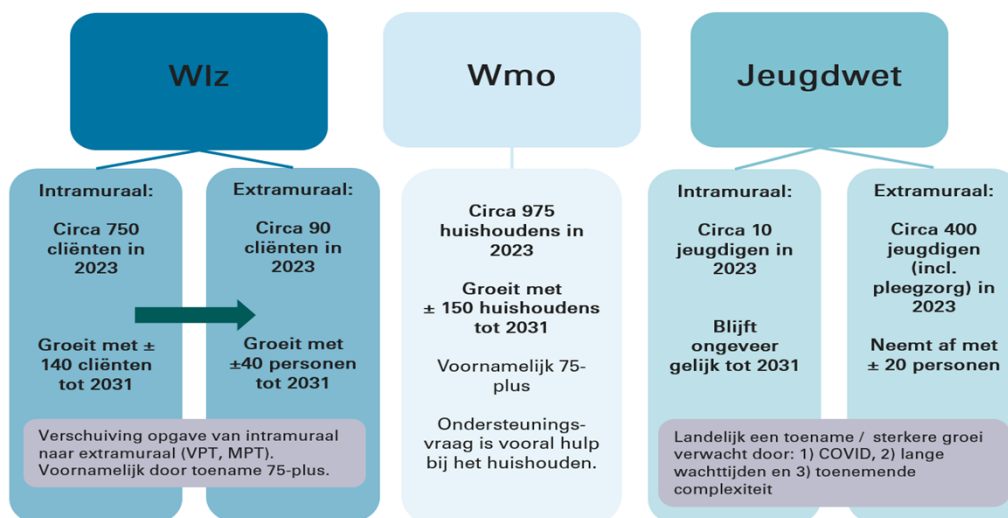 Wlz
Intramuraal:
Circa 750
cliënten in
2023
Groeit met ±
140 cliënten
tot 2031
Extramuraal:
Circa 90
cliënten in
2023
Groeit met
±40 personen
tot 2031
Verschuiving opgave van intramuraal
naar extramuraal (VPT, MPT).
Voornamelijk door toename 75-plus.
Wmo
Circa 975
huishoudens in
2023
Groeit met
± 150 huishoudens
tot 2031
Voornamelijk 75-
plus
Ondersteunings-
vraag is vooral hulp
bij het huishouden.
Jeugdwet
Intramuraal:
Circa 10
jeugdigen in
2023
Blijft
ongeveer
gelijk tot 2031
Extramuraal:
Circa 400
jeugdigen
(incl.
pleegzorg) in
2023
Neemt af met
± 20 personen
Landelijk een toename / sterkere groei
verwacht door: 1) COVID, 2) lange
wachttijden en 3) toenemende
complexiteit